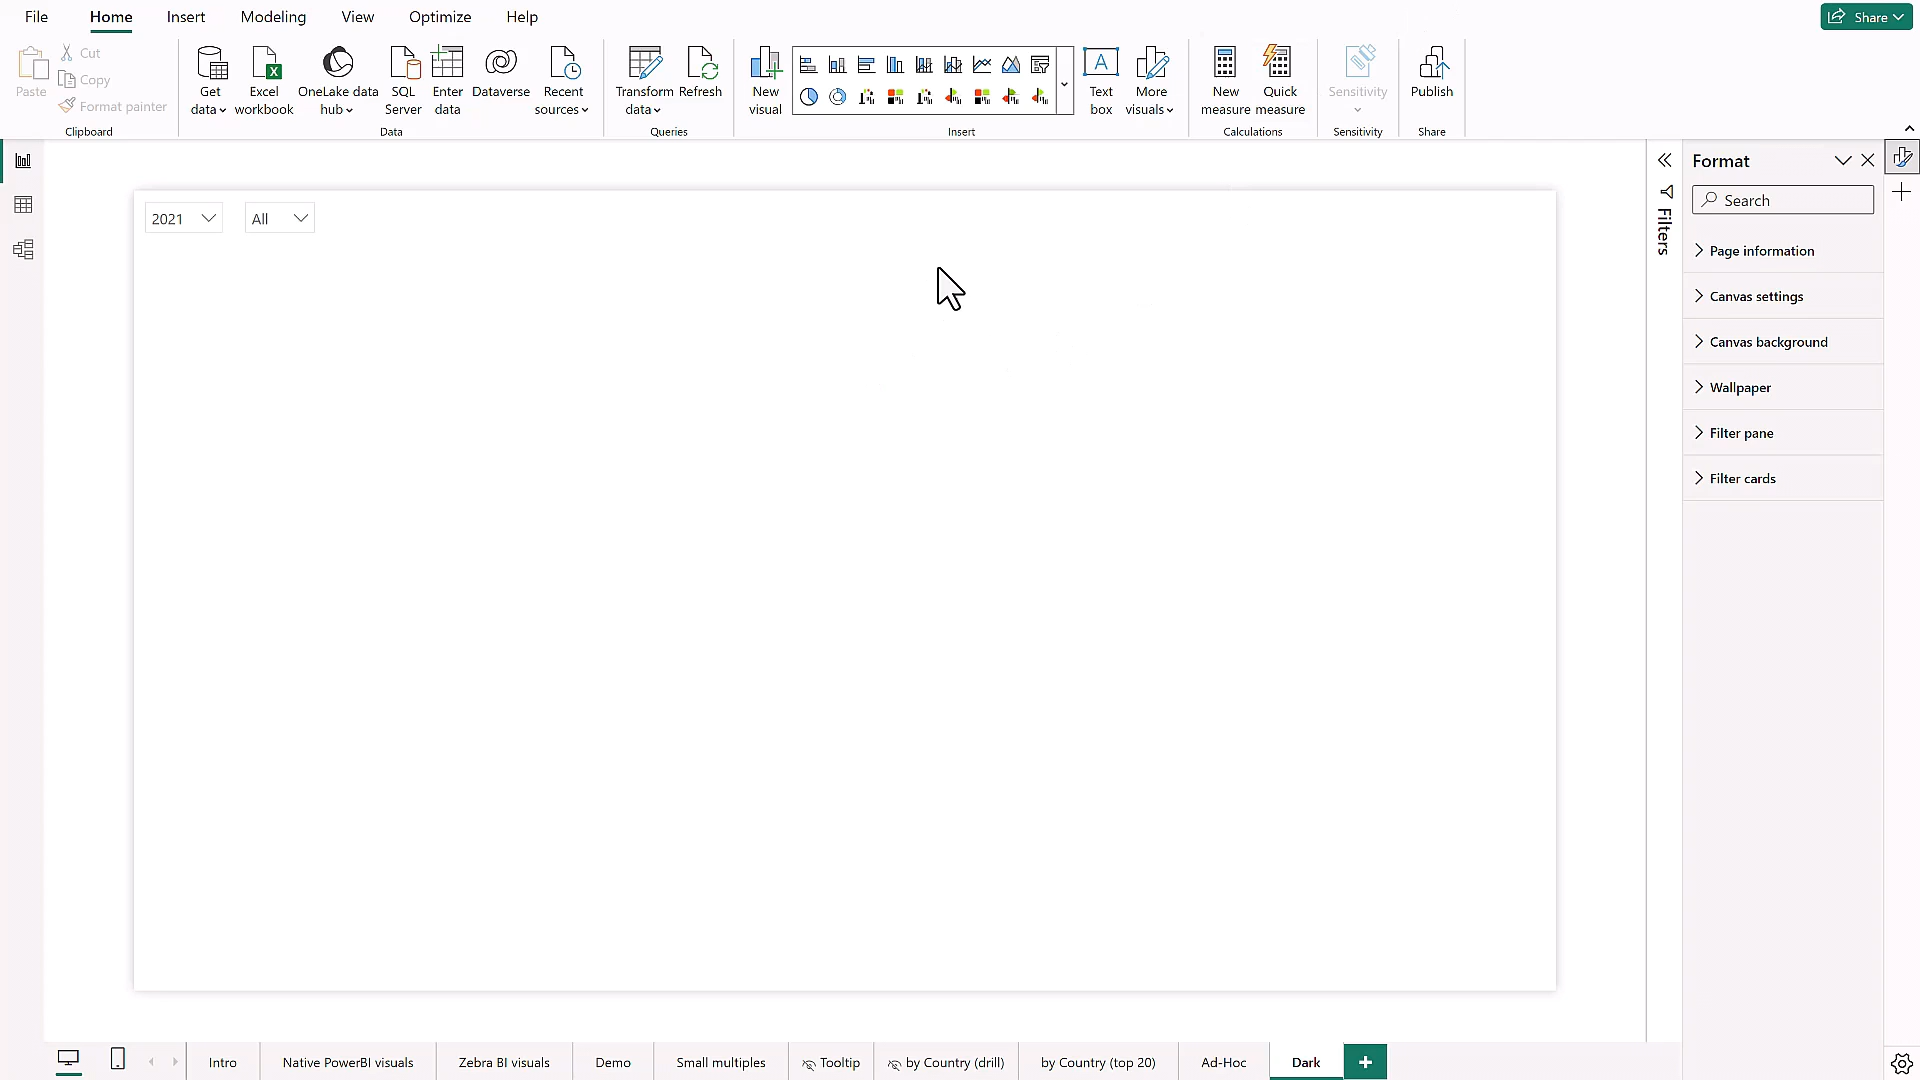 File Home Insert Modeling View Optimize Help Share
Paste Cut Copy Format painter
Clipboard
Get data Excel workbook OneLake data hub SQL Server Enter data Dataverse Recent sources
Data
Transform data Refresh
Queries
New visual Text box More visuals
Insert
New measure Quick measure
Calculations
Sensitivity
Sensitivity
Publish
Share
2021 All
Filters
Format
Search
Page information
Canvas settings
Canvas background
Wallpaper
Filter pane
Filter cards
Intro Native PowerBI visuals Zebra BI visuals Demo Small multiples Tooltip by Country (drill) by Country (top 20) Ad-Hoc Dark +